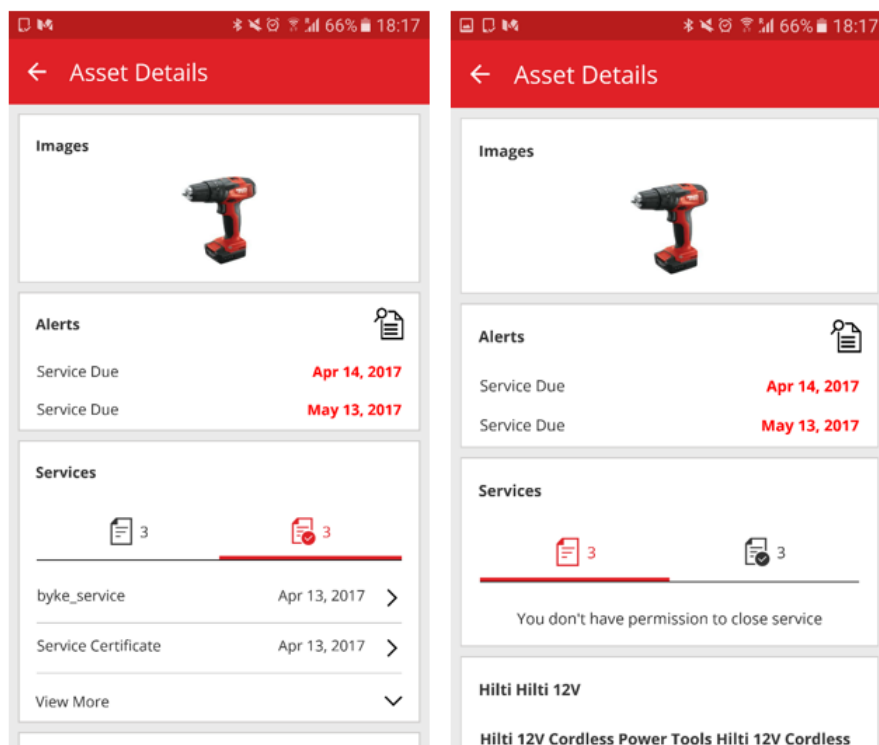 66% 18:17
Asset Details
Images
Alerts
Service Due Apr 14, 2017
Service Due May 13, 2017
Services
3 3
byke_service Apr 13, 2017
Service Certificate Apr 13, 2017
View More
66% 18:17
Asset Details
Images
Alerts
Service Due Apr 14, 2017
Service Due May 13, 2017
Services
3 3
You don't have permission to close service
Hilti Hilti 12V
Hilti 12V Cordless Power Tools Hilti 12V Cordless